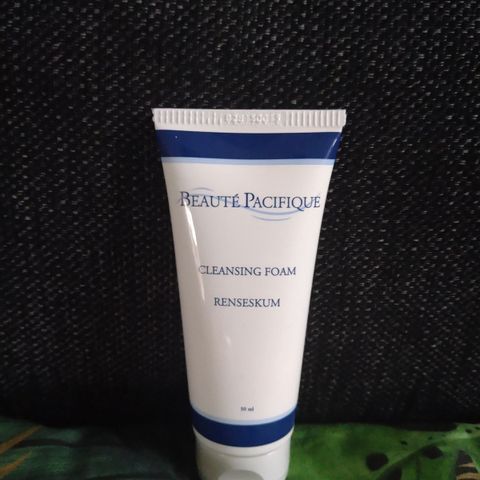 BEAUTÉ PACIFIQUE
CLEANSING FOAM
RENSESKUM
50 ml